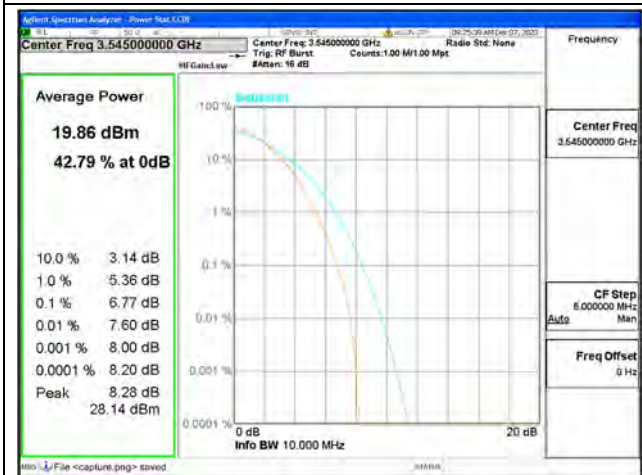 Agilent Spectrum Analyzer - Power Stat CCDF
Center Freq 3.545000000 GHz
Center Freq: 3.545000000 GHz
Radio Std: None
Trig: RF Burst
Counts:1.00 M/1.00 Mpt
#IFGain:Low
#Atten: 16 dB
Frequency
Average Power
19.86 dBm
42.79 % at 0dB
10.0 % 3.14 dB
1.0 % 5.36 dB
0.1 % 6.77 dB
0.01 % 7.60 dB
0.001 % 8.00 dB
0.0001 % 8.20 dB
Peak 8.28 dB
28.14 dBm
Gaussian
100 %
10 %
1 %
0.1 %
0.01 %
0.001 %
0.0001 %
0 dB
20 dB
Info BW 10.000 MHz
Center Freq
3.545000000 GHz
CF Step
Auto Man
Freq Offset
0 Hz
MSG File <capture.png> saved
STATUS